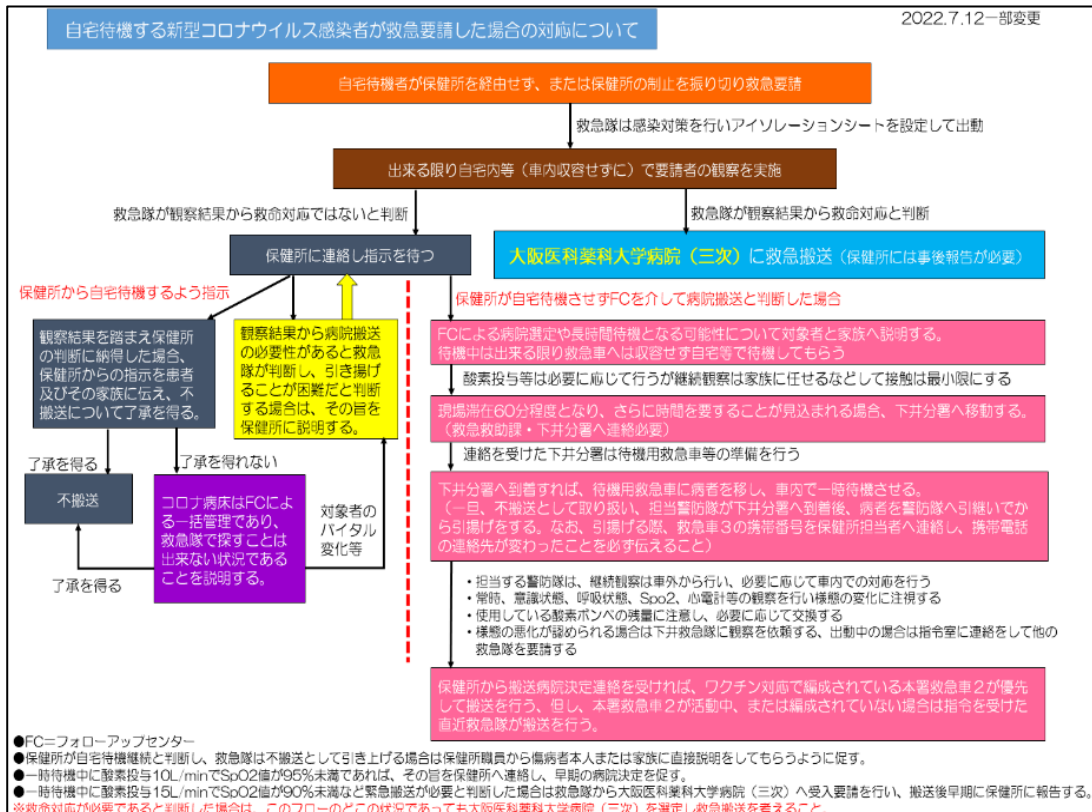 2022.7.12一部変更
自宅待機する新型コロナウイルス感染者が救急要請した場合の対応について
自宅待機者が保健所を経由せず、または保健所の制止を振り切り救急要請
救急隊は感染対策を行いアイソレーションシートを設定して出動
出来る限り自宅内等（車内収容せずに）で要請者の観察を実施
救急隊が観察結果から救命対応ではないと判断
救急隊が観察結果から救命対応と判断
保健所に連絡し指示を待つ
大阪医科薬科大学病院（三次）に救急搬送（保健所には事後報告が必要）
保健所から自宅待機するよう指示
保健所が自宅待機させずFCを介して病院搬送と判断した場合
観察結果を踏まえ保健所
の判断に納得した場合、
保健所からの指示を患者
及びその家族に伝え、不
搬送について了承を得る。
観察結果から病院搬送
の必要性があると救急
隊が判断し、引き揚げ
ることが困難だと判断
する場合は、その旨を
保健所に説明する。
FCによる病院選定や長時間待機となる可能性について対象者と家族へ説明する。
待機中は出来る限り救急車へは収容せず自宅等で待機してもらう
酸素投与等は必要に応じて行うが継続観察は家族に任せるなどして接触は最小限にする
現場滞在60分程度となり、さらに時間を要することが見込まれる場合、下井分署へ移動する。
（救急救助課・下井分署へ連絡必要）
連絡を受けた下井分署は待機用救急車等の準備を行う
了承を得る
了承を得れない
不搬送
コロナ病床はFCによ
る一括管理であり、
救急隊で探すことは
出来ない状況であ
ることを説明する。
対象者の
バイタル
変化等
了承を得る
下井分署へ到着すれば、待機用救急車に病者を移し、車内で一時待機させる。
（一旦、不搬送として取り扱い、担当警防隊が下井分署へ到着後、病者を警防隊へ引継いでか
ら引揚げをする。なお、引揚げる際、救急車３の携帯番号を保健所担当者へ連絡し、携帯電話
の連絡先が変わったことを必ず伝えること）
・担当する警防隊は、継続観察は車外から行い、必要に応じて車内での対応を行う
・常時、意識状態、呼吸状態、Spo2、心電計等の観察を行い様態の変化に注視する
・使用している酸素ボンベの残量に注意し、必要に応じて交換する
・様態の悪化が認められる場合は下井救急隊に観察を依頼する、出動中の場合は指令室に連絡をして他の
救急隊を要請する
保健所から搬送病院決定連絡を受ければ、ワクチン対応で編成されている本署救急車２が優先
して搬送を行う、但し、本署救急車２が活動中、または編成されていない場合は指令を受けた
直近救急隊が搬送を行う。
●FC=フォローアップセンター
●保健所が自宅待機継続と判断し、救急隊は不搬送として引き上げる場合は保健所職員から傷病者本人または家族に直接説明をしてもらうように促す。
●一時待機中に酸素投与10L/minでSpO2値が95%未満であれば、その旨を保健所へ連絡し、早期の病院決定を促す。
●一時待機中に酸素投与10L/minでSpO2値が90%未満など緊急搬送が必要と判断した場合は救急隊から大阪医科薬科大学病院（三次）へ受入要請を行い、搬送後早期に保健所に報告する。
※救命対応が必要であると判断した場合は、このフローのどこの状況であっても大阪医科薬科大学病院（三次）を選定し救急搬送を考えること。